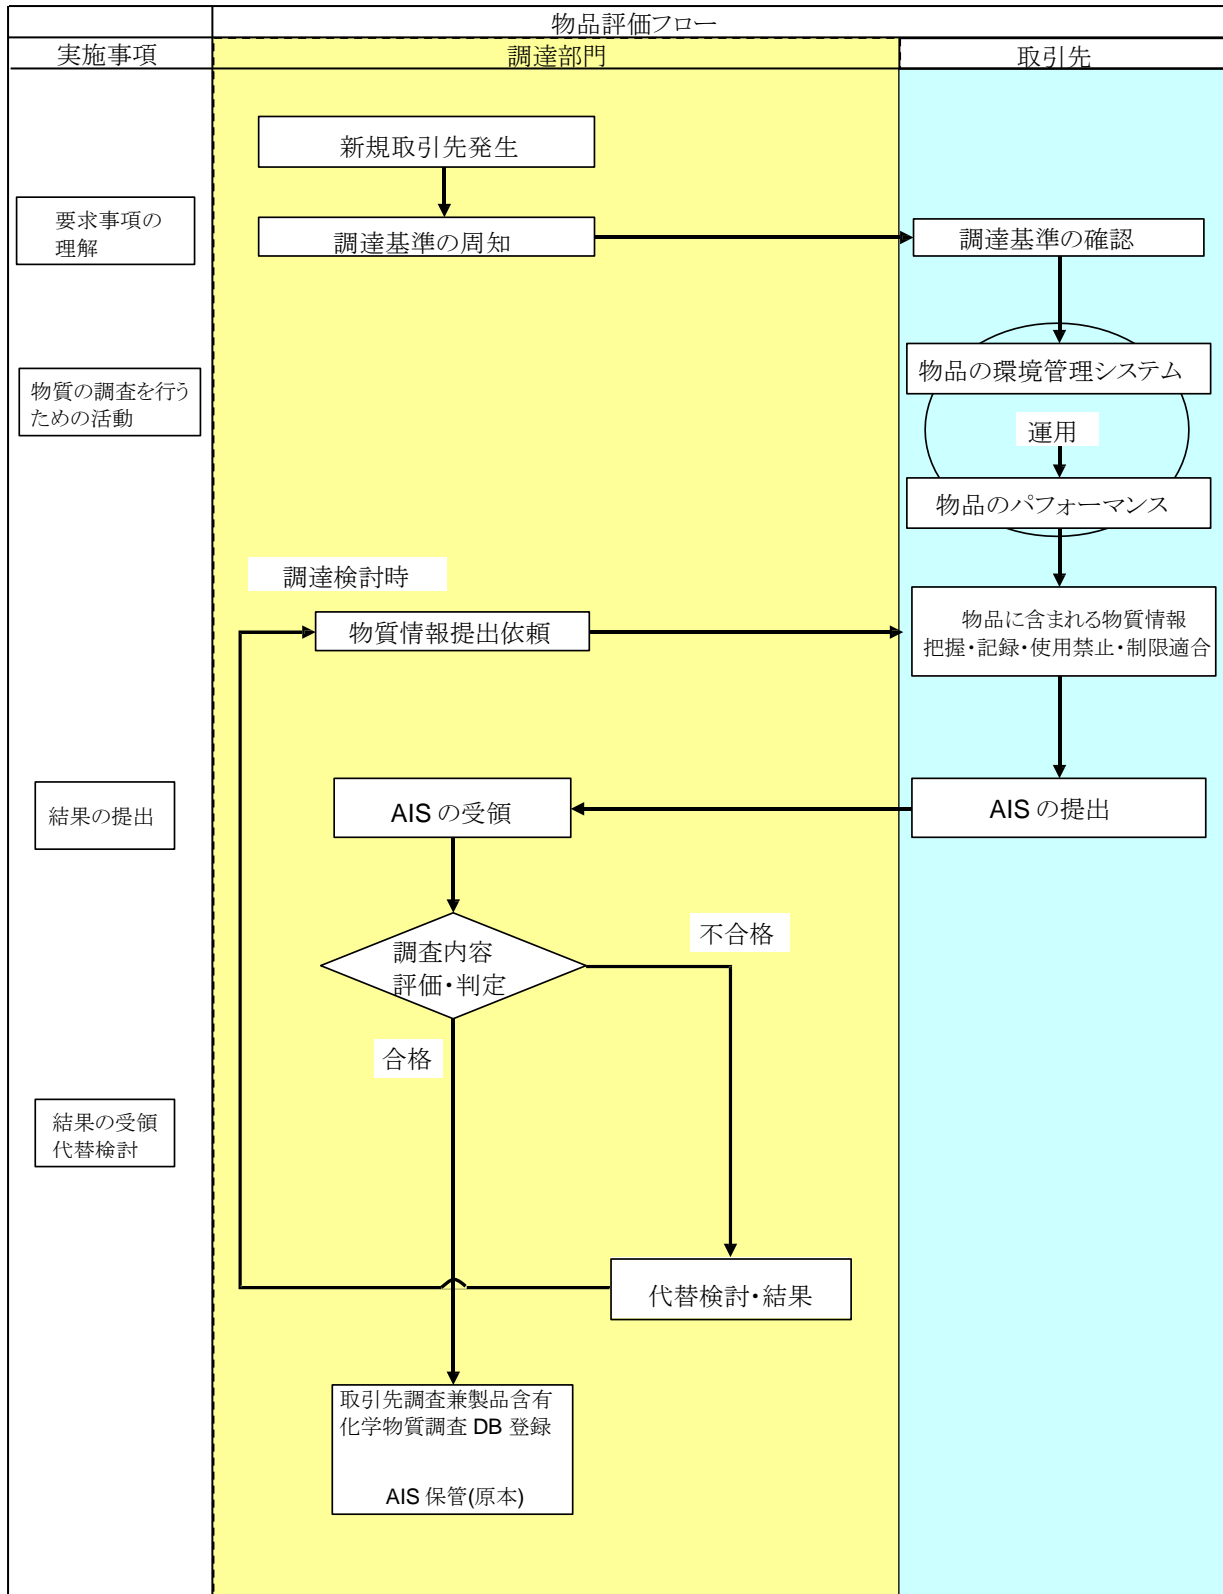 物品評価フロー
実施事項
調達部門
取引先
新規取引先発生
要求事項の
理解
調達基準の周知
調達基準の確認
物質の調査を行う
ための活動
物品の環境管理システム
運用
物品のパフォーマンス
調達検討時
物質情報提出依頼
物品に含まれる物質情報
把握・記録・使用禁止・制限適合
結果の提出
AIS の受領
AIS の提出
調査内容
評価・判定
不合格
合格
結果の受領
代替検討
代替検討・結果
取引先調査兼製品含有
化学物質調査 DB 登録
AIS 保管(原本)